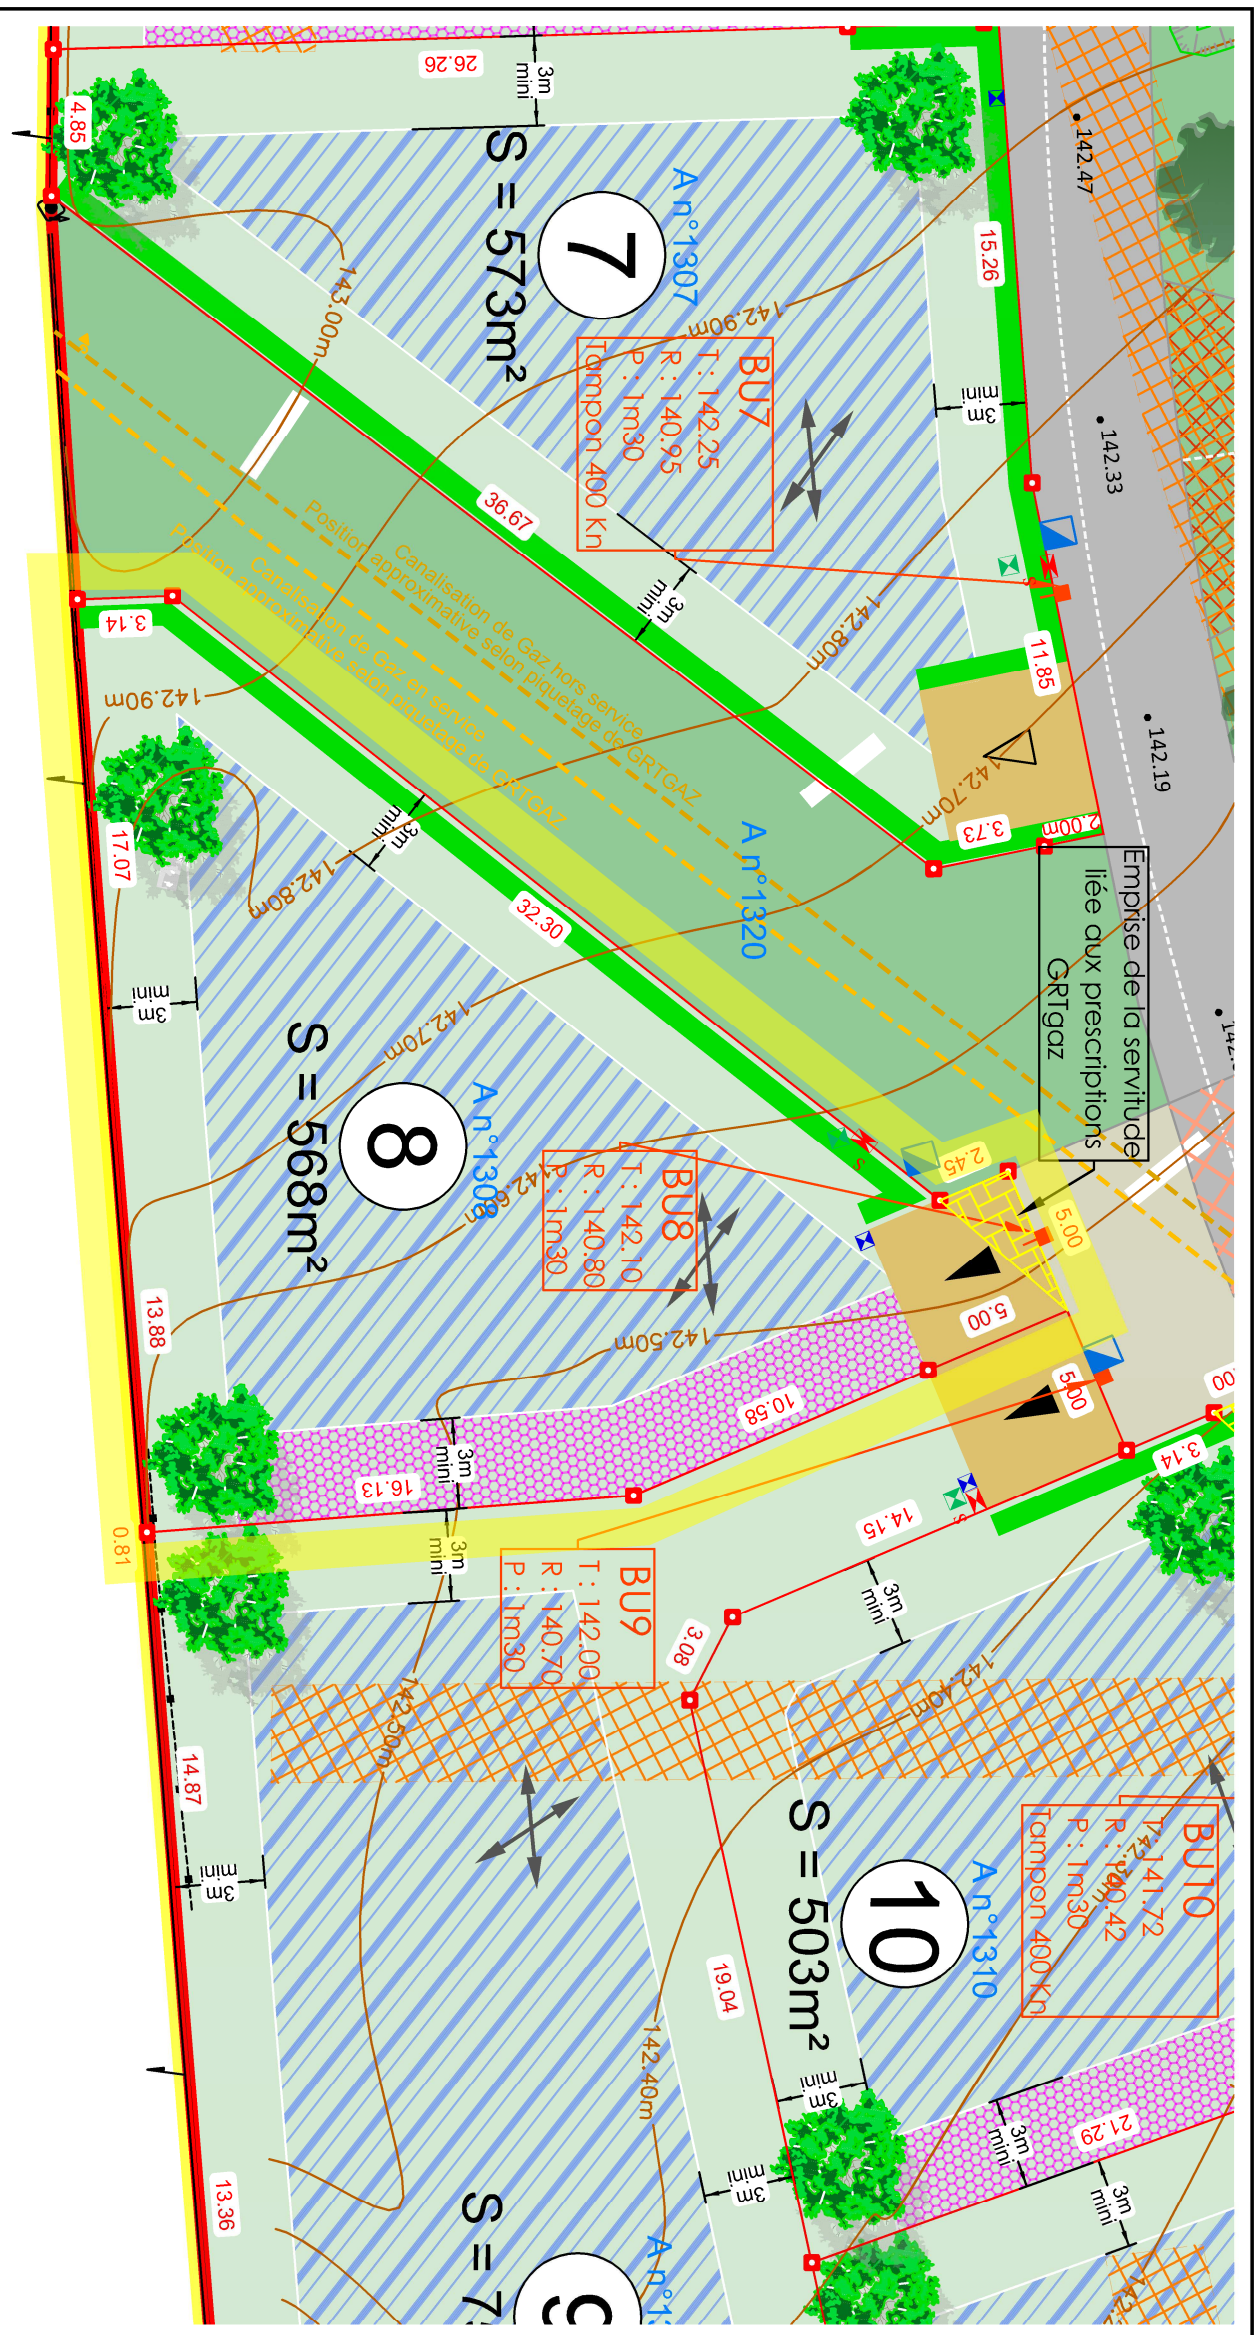 26.26
3m
mini
4.85
S = 573m²
7
A n°1307
142.47
15.26
142.90m
143.00m
BU7
T : 142.25
R : 140.95
P : 1m30
Tampon 400 Kn
3m
mini
142.33
36.67
3m
mini
142.80m
11.85
Canalisation de Gaz hors service
Position approximative selon piquetage de GRTGAZ
Canalisation de Gaz en service
Position approximative selon piquetage de GRTGAZ
3.14
142.90m
142.19
142.70m
3.73
2.00m
17.07
3m
mini
142.80m
32.30
A n°1320
Emprise de la servitude
liée aux prescriptions
GRTgaz
3m
mini
142.70m
S = 568m²
8
A n°1308
BU8
T : 142.10
R : 140.80
P : 1m30
S
2.45
5.00
5.00
13.88
142.50m
10.58
5.00
3m
mini
16.13
3.14
14.15
S
0.81
3m
mini
BU9
T : 142.00
R : 140.70
P : 1m30
3m
mini
3.08
142.40m
142.50m
14.87
3m
mini
S = 503m²
10
A n°1310
BU10
T : 141.72
R : 140.42
P : 1m30
Tampon 400 Kn
19.04
142.40m
3m
mini
21.29
3m
mini
3m
mini
3m
mini
13.36
S =
9